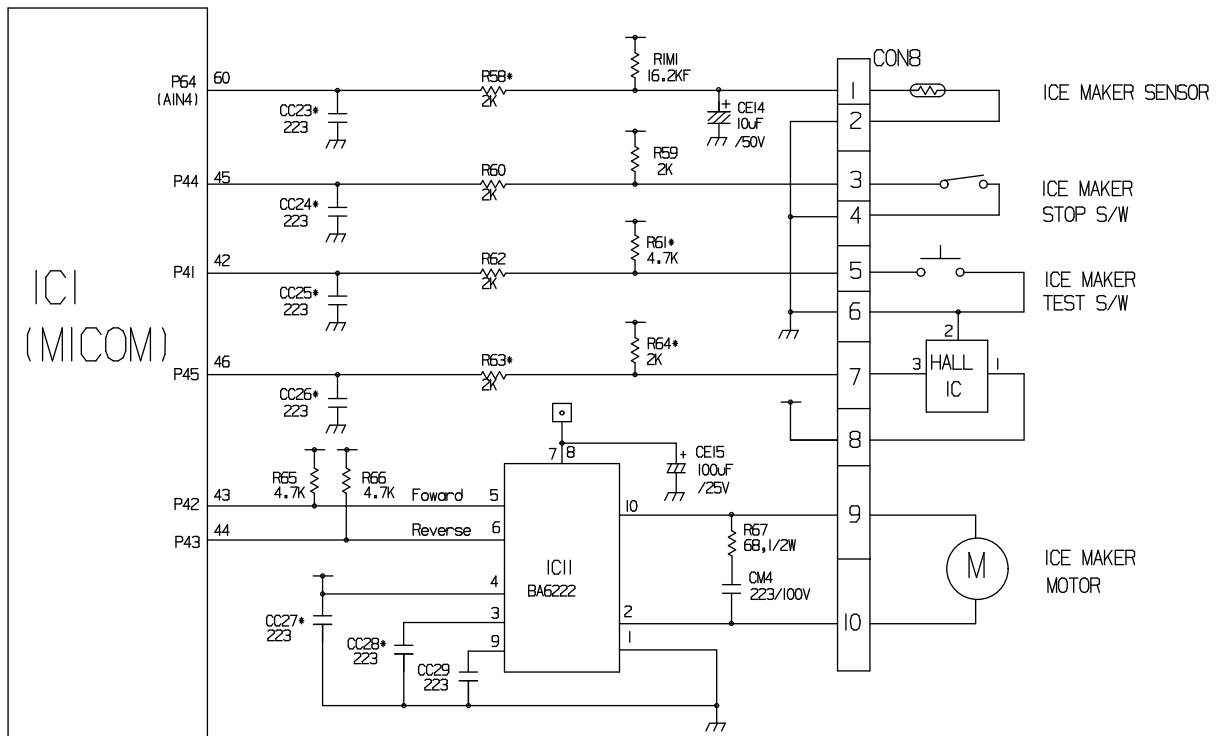 IC1
(MICOM)
P64
(AIN4)
60
CC23*
223
R58*
2K
RIM1
16.2KF
CE14
+
10uF
/50V
CON8
1
2
ICE MAKER SENSOR
P44
45
CC24*
223
R60
2K
R59
2K
3
4
ICE MAKER
STOP S/W
P41
42
CC25*
223
R62
2K
R61*
4.7K
5
6
ICE MAKER
TEST S/W
P45
46
CC26*
223
R63*
2K
R64*
2K
7
8
2
3
HALL
IC
1
7
8
+
CE15
100uF
/25V
R65
4.7K
R66
4.7K
P42
43
Foward
5
P43
44
Reverse
6
IC11
BA6222
4
3
9
10
2
1
CC27*
223
CC28*
223
CC29
223
R67
68,1/2W
CM4
223/100V
9
10
M
ICE MAKER
MOTOR